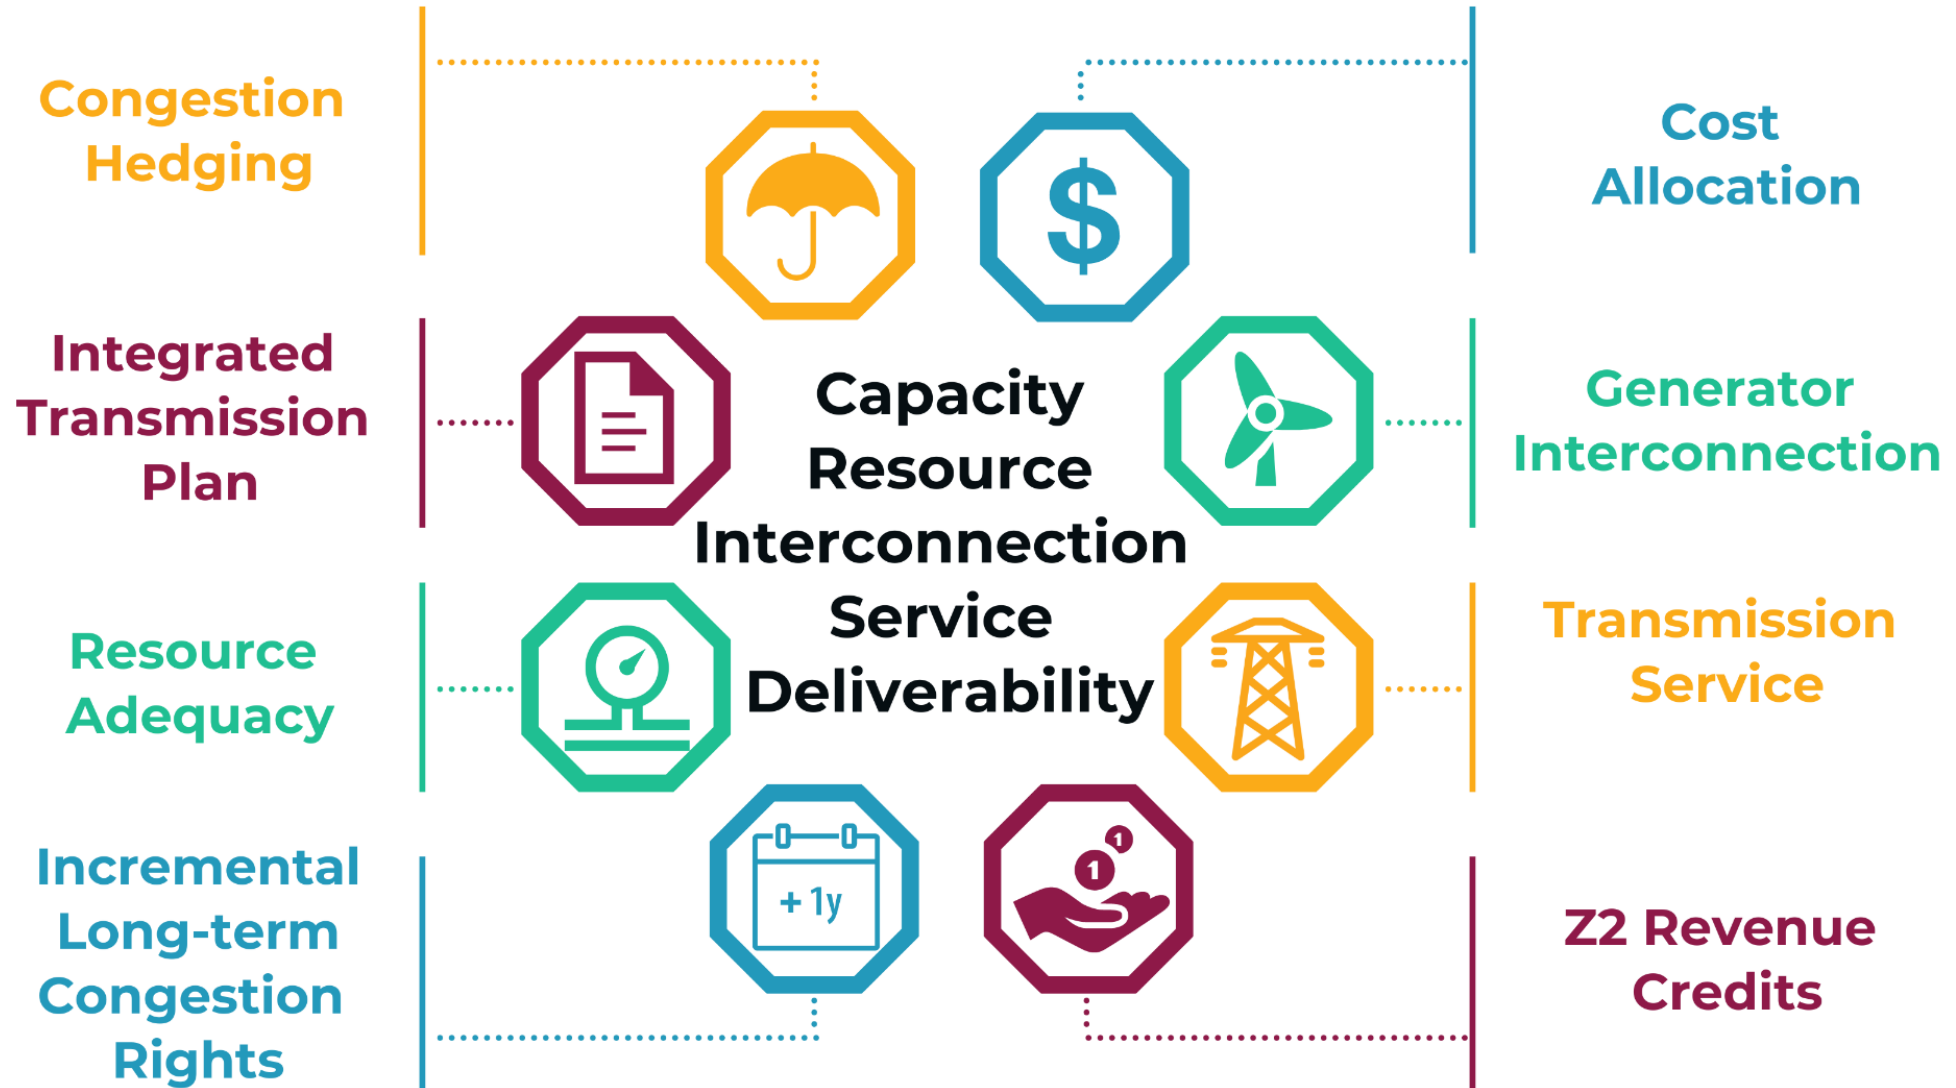 Congestion
Hedging
Integrated
Transmission
Plan
Resource
Adequacy
Incremental
Long-term
Congestion
Rights
Capacity
Resource
Interconnection
Service
Deliverability
+ 1y
1
1
Cost
Allocation
Generator
Interconnection
Transmission
Service
Z2 Revenue
Credits
$